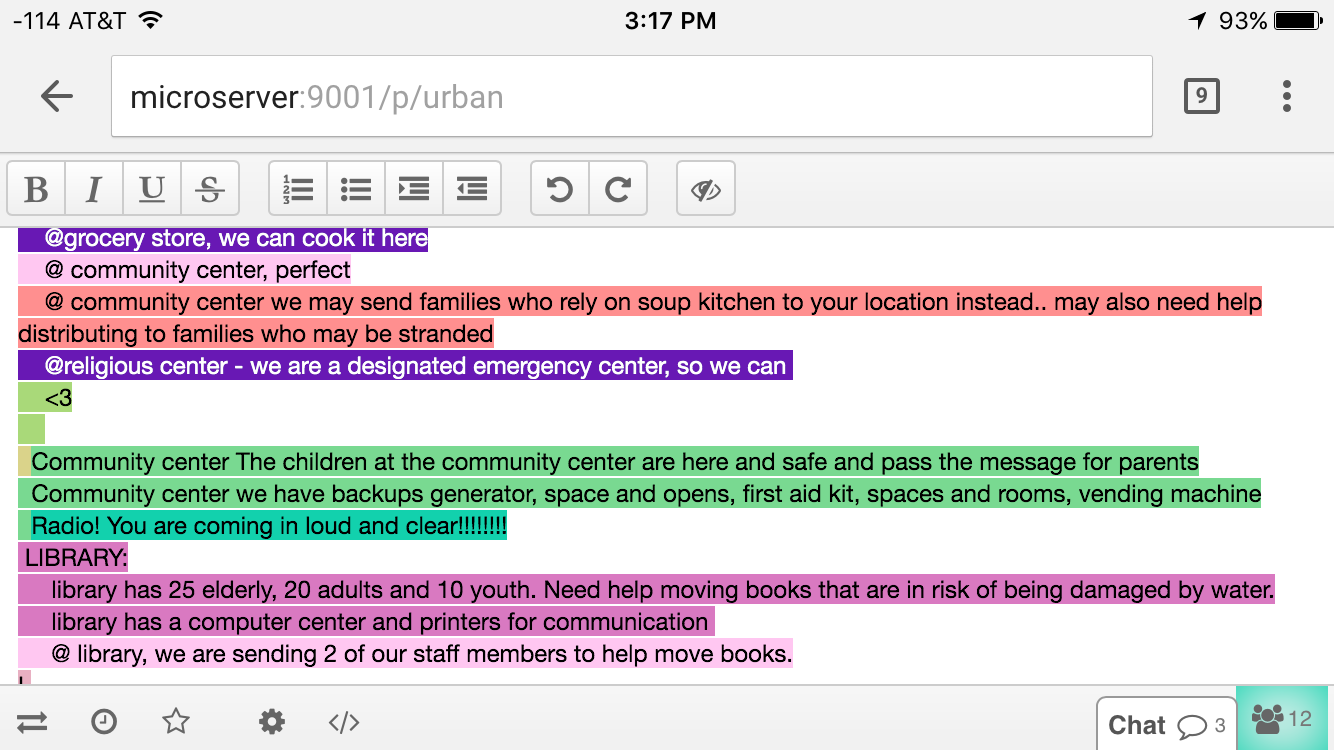 -114 AT&T 3:17 PM 93%
microserver:9001/p/urban 9
B I U S
@grocery store, we can cook it here
@ community center, perfect
@ community center we may send families who rely on soup kitchen to your location instead.. may also need help
distributing to families who may be stranded
@religious center - we are a designated emergency center, so we can
<3
Community center The children at the community center are here and safe and pass the message for parents
Community center we have backups generator, space and opens, first aid kit, spaces and rooms, vending machine
Radio! You are coming in loud and clear!!!!!!!!
LIBRARY:
library has 25 elderly, 20 adults and 10 youth. Need help moving books that are in risk of being damaged by water.
library has a computer center and printers for communication
@ library, we are sending 2 of our staff members to help move books.
Chat 3 12